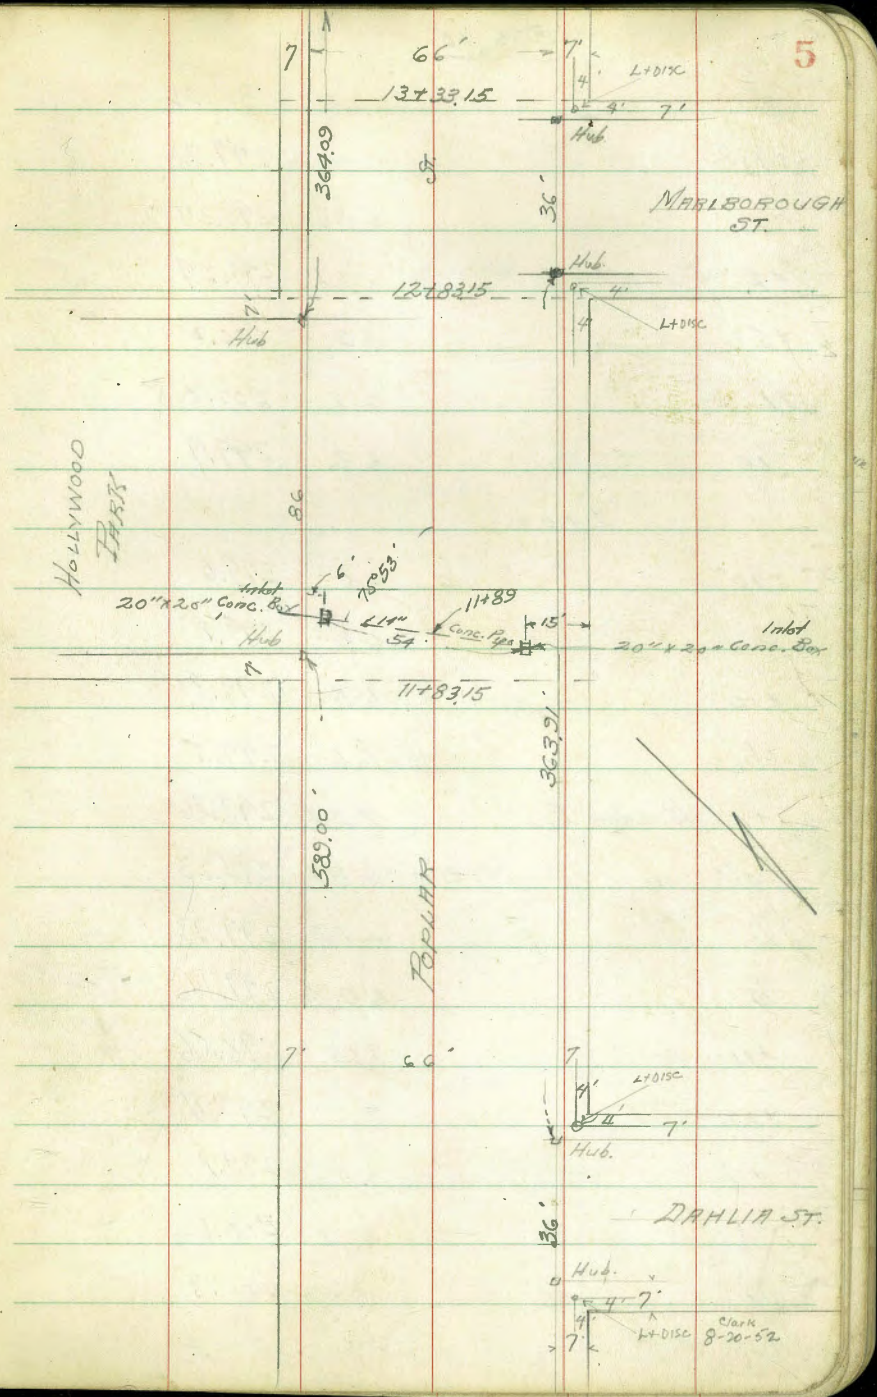 5
7 66' 7'
4' L+DISC
13+33.15
4' 7'
Hub.
364.09
St.
36'
MARLBOROUGH
ST.
Hub.
12+83.15
4'
7'
4'
L+DISC
Hub
HOLLYWOOD
PARK
86
6'
75°53'
Inlet
20"x20" Conc. Box
11+89
15'
54' Conc. Pipe
Inlet
20" x 20" Conc. Box
Hub
7'
11+83.15
363.91'
589.00'
POPLAR
7' 66' 7
4' L+DISC
4' 7'
Hub.
36'
DAHLIA ST.
Hub.
4' 7'
4'
L+DISC
7'
Clark
8-20-52